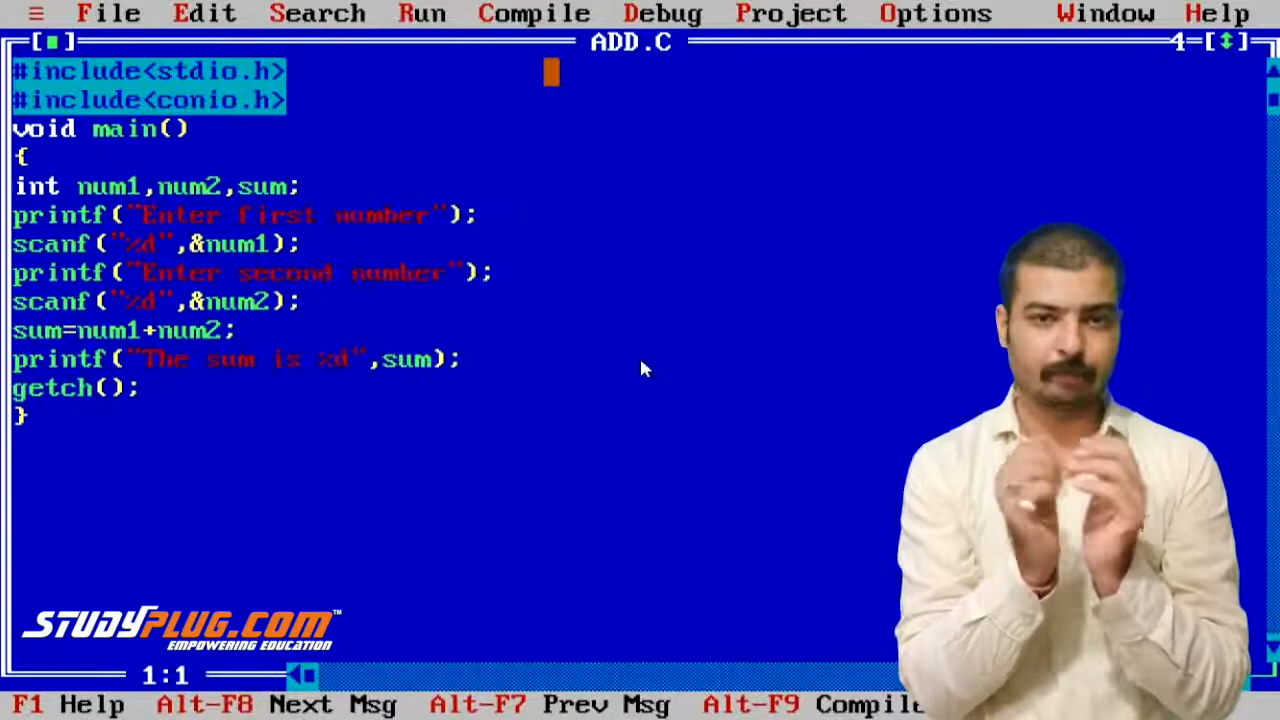 ≡ File Edit Search Run Compile Debug Project Options Window Help
[■] ADD.C 4=[↕]
#include<stdio.h>
#include<conio.h>
void main()
{
int num1,num2,sum;
printf("Enter first number");
scanf("%d",&num1);
printf("Enter second number");
scanf("%d",&num2);
sum=num1+num2;
printf("The sum is %d",sum);
getch();
}
STUDYPLUG.COM™
EMPOWERING EDUCATION
1:1
F1 Help Alt-F8 Next Msg Alt-F7 Prev Msg Alt-F9 Compile